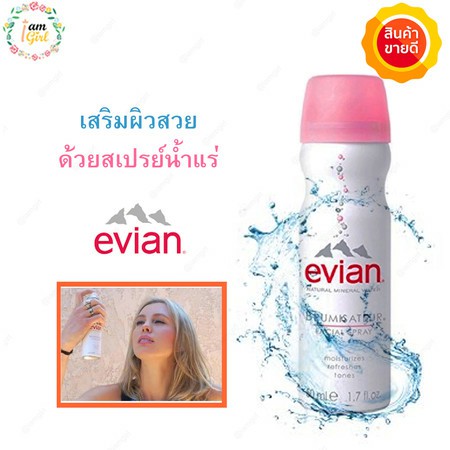 i am
Girl
สินค้า
ขายดี
เสริมผิวสวย
ด้วยสเปรย์น้ำแร่
evian®
evian®
NATURAL MINERAL WATER
BRUMISATEUR
FACIAL SPRAY
moisturizes
refreshes
tones
50 mL e 1.7 fl.oz.